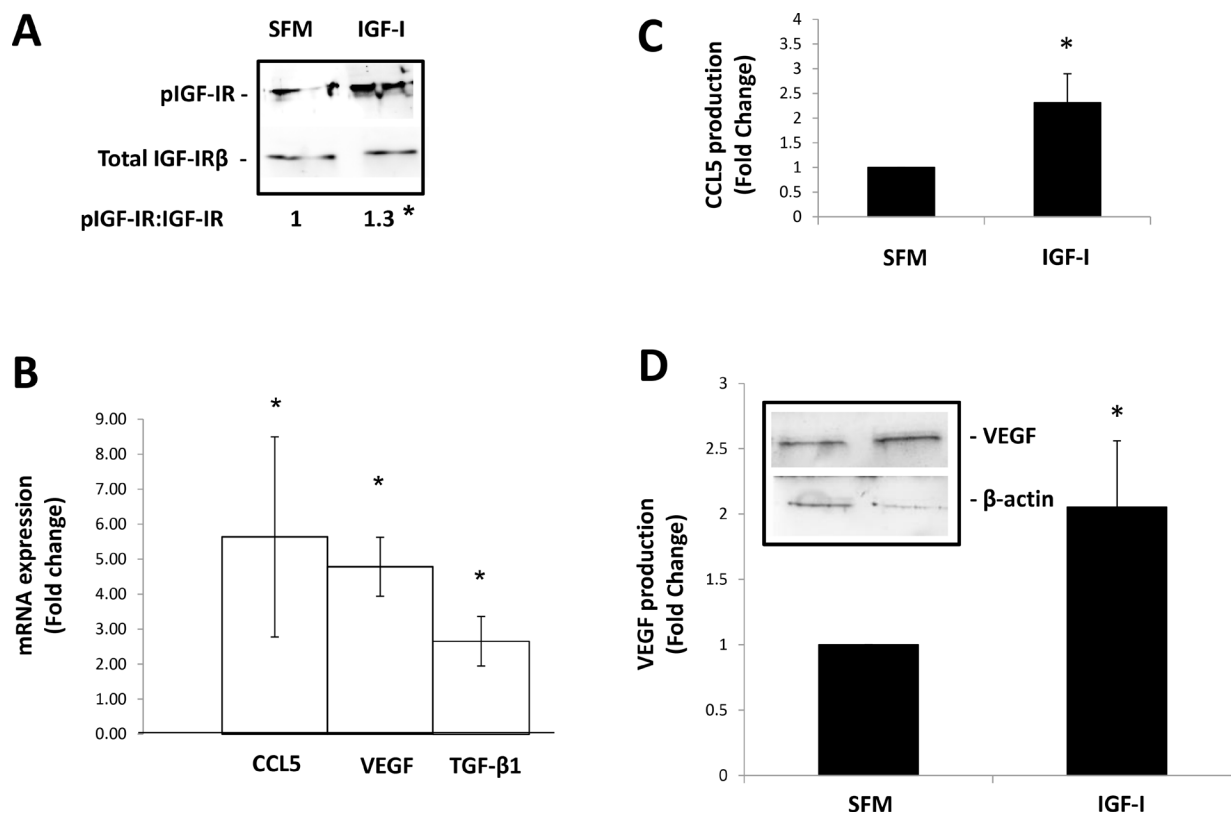 A
SFM IGF-I
pIGF-IR -
Total IGF-IRβ -
pIGF-IR:IGF-IR 1 1.3 *
B
mRNA expression
(Fold change)
9.00
8.00
7.00
6.00
5.00
4.00
3.00
2.00
1.00
0.00
*
*
*
CCL5 VEGF TGF-β1
C
CCL5 production
(Fold Change)
4
3.5
3
2.5
2
1.5
1
0.5
0
*
SFM IGF-I
D
VEGF production
(Fold Change)
3
2.5
2
1.5
1
0.5
0
- VEGF
- β-actin
*
SFM IGF-I